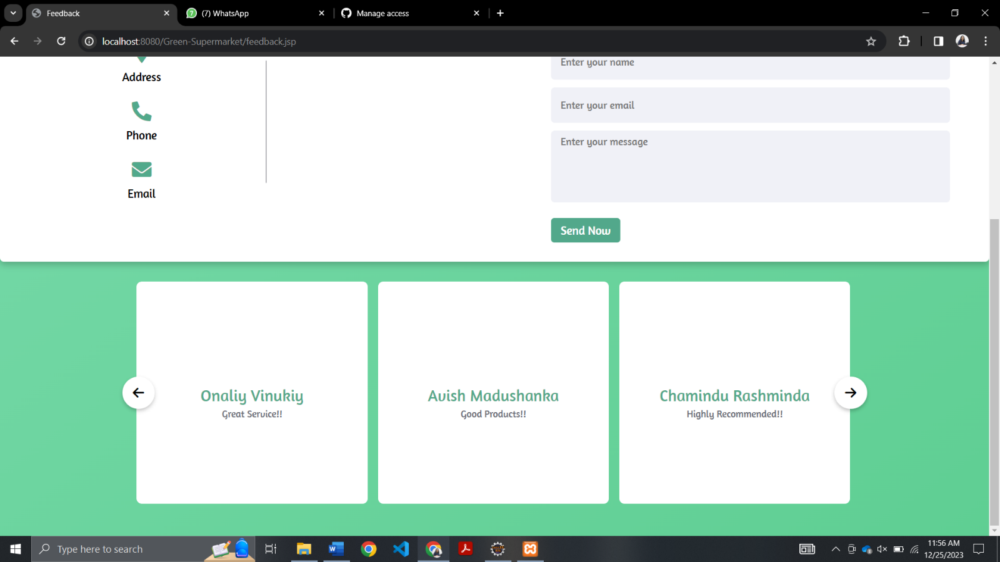 Feedback
(7) WhatsApp
Manage access
localhost:8080/Green-Supermarket/feedback.jsp
Address
Phone
Email
Enter your name
Enter your email
Enter your message
Send Now
Onaliy Vinukiy
Great Service!!
Avish Madushanka
Good Products!!
Chamindu Rashminda
Highly Recommended!!
Type here to search
11:56 AM
12/25/2023